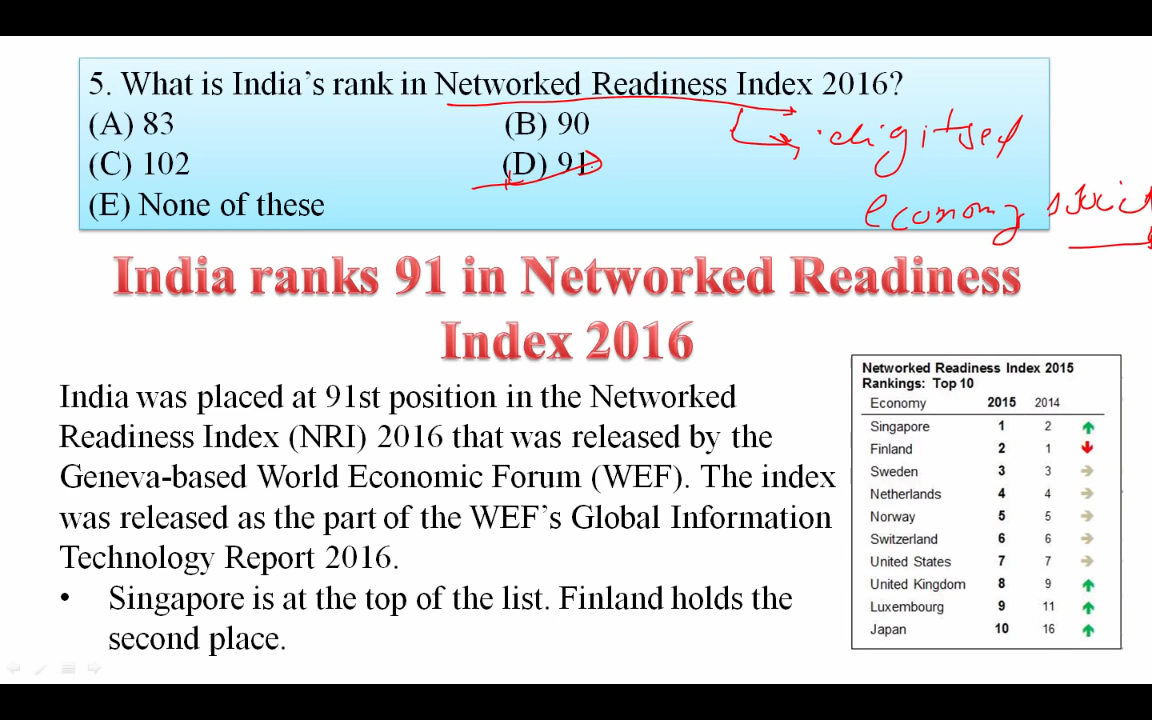 5. What is India's rank in Networked Readiness Index 2016?
(A) 83 (B) 90
(C) 102 (D) 91
(E) None of these
digitsed
economy
India ranks 91 in Networked Readiness
Index 2016
India was placed at 91st position in the Networked
Readiness Index (NRI) 2016 that was released by the
Geneva-based World Economic Forum (WEF). The index
was released as the part of the WEF's Global Information
Technology Report 2016.
• Singapore is at the top of the list. Finland holds the
second place.
Networked Readiness Index 2015
Rankings: Top 10
Economy 2015 2014
Singapore 1 2
Finland 2 1
Sweden 3 3
Netherlands 4 4
Norway 5 5
Switzerland 6 6
United States 7 7
United Kingdom 8 9
Luxembourg 9 11
Japan 10 16